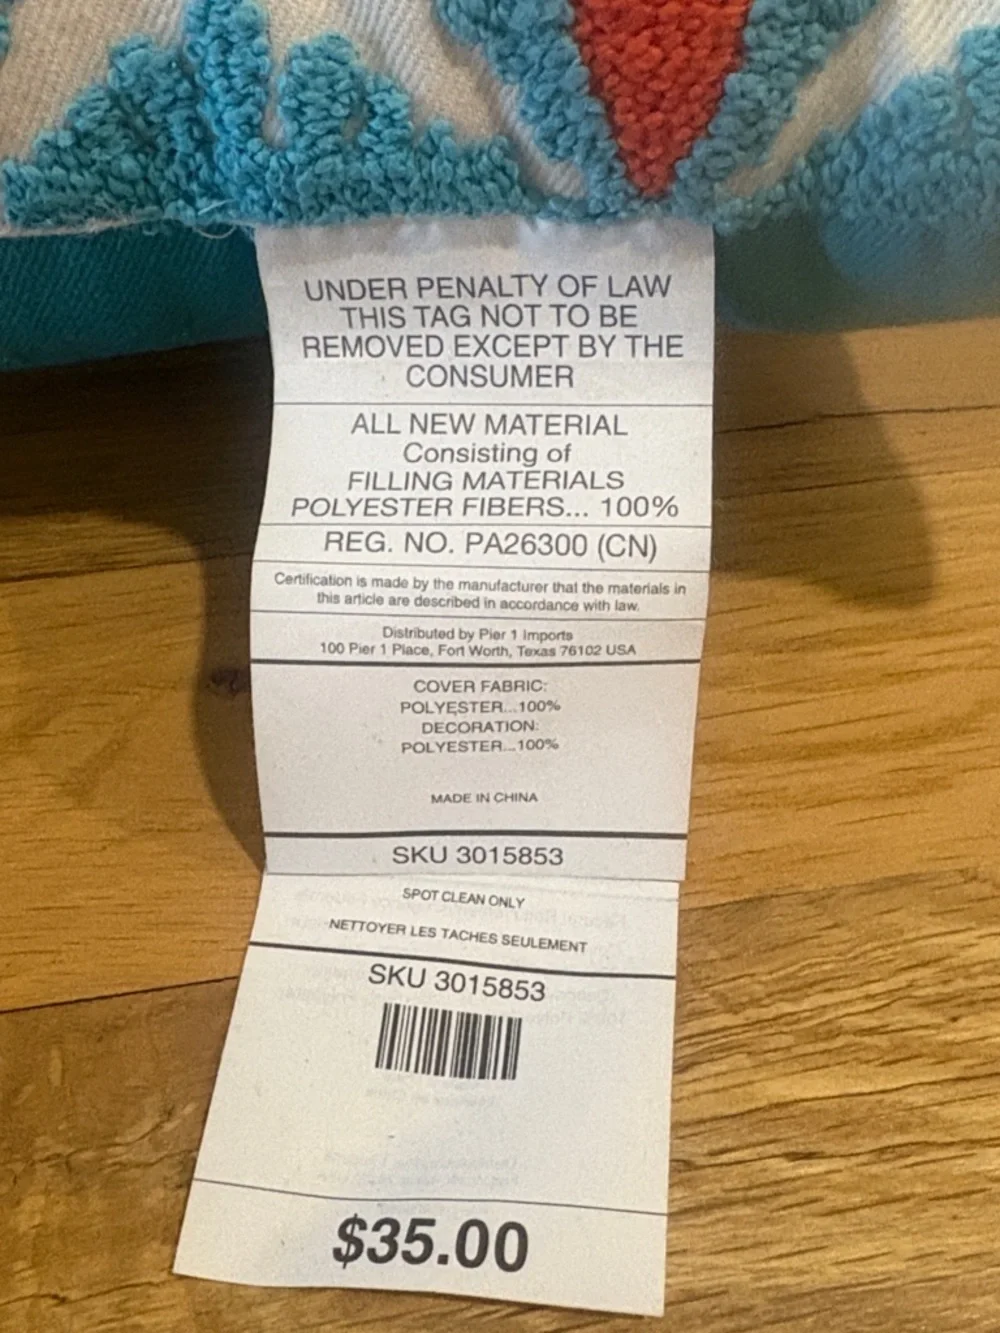 UNDER PENALTY OF LAW
THIS TAG NOT TO BE
REMOVED EXCEPT BY THE
CONSUMER
ALL NEW MATERIAL
Consisting of
FILLING MATERIALS
POLYESTER FIBERS... 100%
REG. NO. PA26300 (CN)
Certification is made by the manufacturer that the materials in
this article are described in accordance with law.
Distributed by Pier 1 Imports
100 Pier 1 Place, Fort Worth, Texas 76102 USA
COVER FABRIC:
POLYESTER...100%
DECORATION:
POLYESTER...100%
MADE IN CHINA
SKU 3015853
SPOT CLEAN ONLY
NETTOYER LES TACHES SEULEMENT
SKU 3015853
$35.00